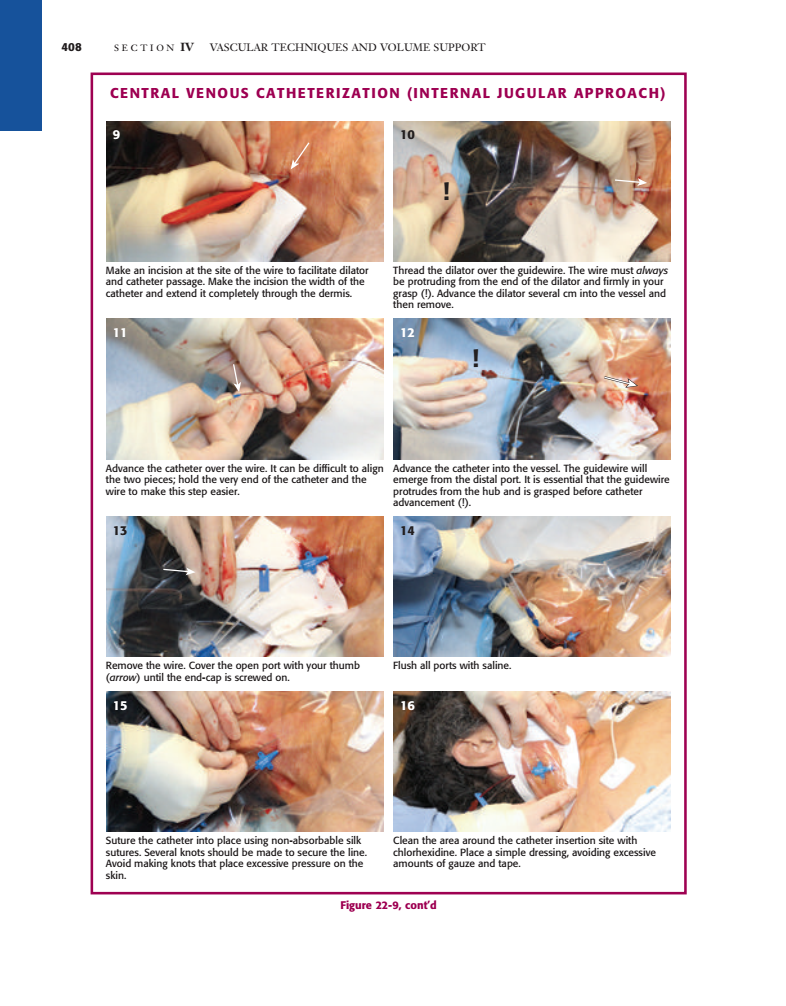 408 SECTION IV VASCULAR TECHNIQUES AND VOLUME SUPPORT
CENTRAL VENOUS CATHETERIZATION (INTERNAL JUGULAR APPROACH)
9
Make an incision at the site of the wire to facilitate dilator
and catheter passage. Make the incision the width of the
catheter and extend it completely through the dermis.
10
!
Thread the dilator over the guidewire. The wire must always
be protruding from the end of the dilator and firmly in your
grasp (!). Advance the dilator several cm into the vessel and
then remove.
11
Advance the catheter over the wire. It can be difficult to align
the two pieces; hold the very end of the catheter and the
wire to make this step easier.
12
!
Advance the catheter into the vessel. The guidewire will
emerge from the distal port. It is essential that the guidewire
protrudes from the hub and is grasped before catheter
advancement (!).
13
Remove the wire. Cover the open port with your thumb
(arrow) until the end-cap is screwed on.
14
Flush all ports with saline.
15
Suture the catheter into place using non-absorbable silk
sutures. Several knots should be made to secure the line.
Avoid making knots that place excessive pressure on the
skin.
16
Clean the area around the catheter insertion site with
chlorhexidine. Place a simple dressing, avoiding excessive
amounts of gauze and tape.
Figure 22-9, cont'd